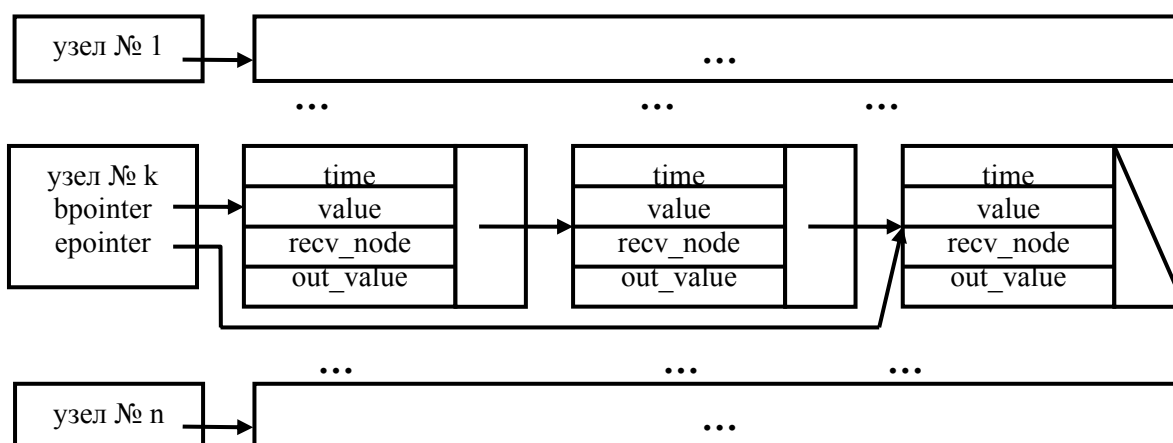 узел № 1
...
... ... ...
узел № k
bpointer
epointer
time time time
value value value
recv_node recv_node recv_node
out_value out_value out_value
... ... ...
узел № n
...